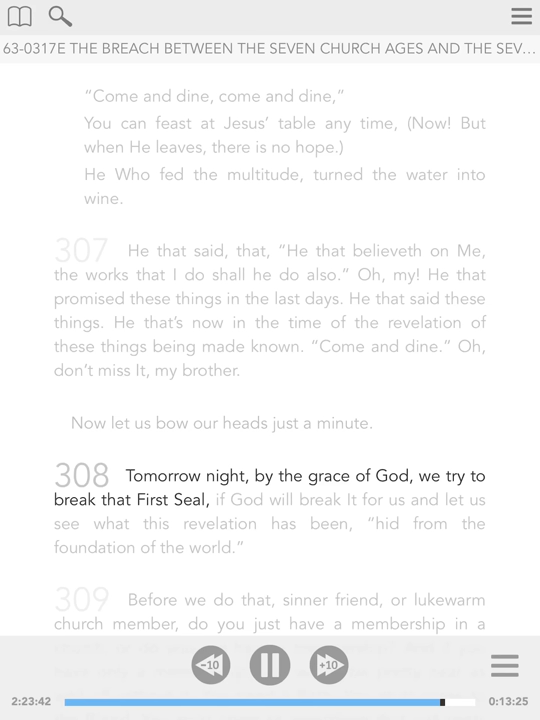 63-0317E THE BREACH BETWEEN THE SEVEN CHURCH AGES AND THE SEV...
“Come and dine, come and dine,”
You can feast at Jesus’ table any time, (Now! But
when He leaves, there is no hope.)
He Who fed the multitude, turned the water into
wine.
307 He that said, that, “He that believeth on Me,
the works that I do shall he do also.” Oh, my! He that
promised these things in the last days. He that said these
things. He that’s now in the time of the revelation of
these things being made known. “Come and dine.” Oh,
don’t miss It, my brother.
Now let us bow our heads just a minute.
308 Tomorrow night, by the grace of God, we try to
break that First Seal, if God will break It for us and let us
see what this revelation has been, “hid from the
foundation of the world.”
309 Before we do that, sinner friend, or lukewarm
church member, do you just have a membership in a
-10
+10
2:23:42
0:13:25